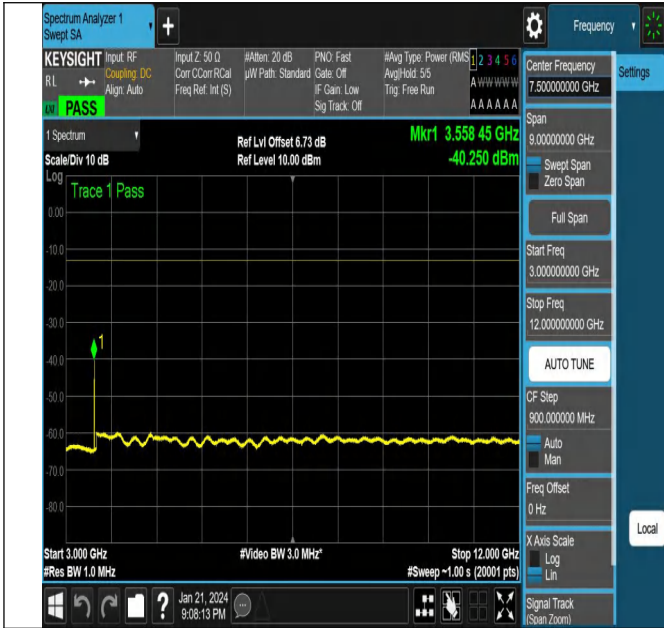 Spectrum Analyzer 1
Swept SA
Frequency
KEYSIGHT
RL
PASS
Input: RF
Coupling: DC
Align: Auto
Input Z: 50 Ω
Corr CCorr RCal
Freq Ref: Int (S)
#Atten: 20 dB
µW Path: Standard
PNO: Fast
Gate: Off
IF Gain: Low
Sig Track: Off
#Avg Type: Power (RMS
Avg|Hold: 5/5
Trig: Free Run
1 2 3 4 5 6
A W W W W W
A A A A A A
1 Spectrum
Scale/Div 10 dB
Log
Ref Lvl Offset 6.73 dB
Ref Level 10.00 dBm
Mkr1 3.558 45 GHz
-40.250 dBm
Trace 1 Pass
0.00
-10.0
-20.0
-30.0
1
-40.0
-50.0
-60.0
-70.0
-80.0
Start 3.000 GHz
#Res BW 1.0 MHz
#Video BW 3.0 MHz*
Stop 12.000 GHz
#Sweep ~1.00 s (20001 pts)
?
Jan 21, 2024
9:08:13 PM
Center Frequency
7.500000000 GHz
Settings
Span
9.00000000 GHz
Swept Span
Zero Span
Full Span
Start Freq
3.000000000 GHz
Stop Freq
12.000000000 GHz
AUTO TUNE
CF Step
900.000000 MHz
Auto
Man
Freq Offset
0 Hz
Local
X Axis Scale
Log
Lin
Signal Track
(Span Zoom)